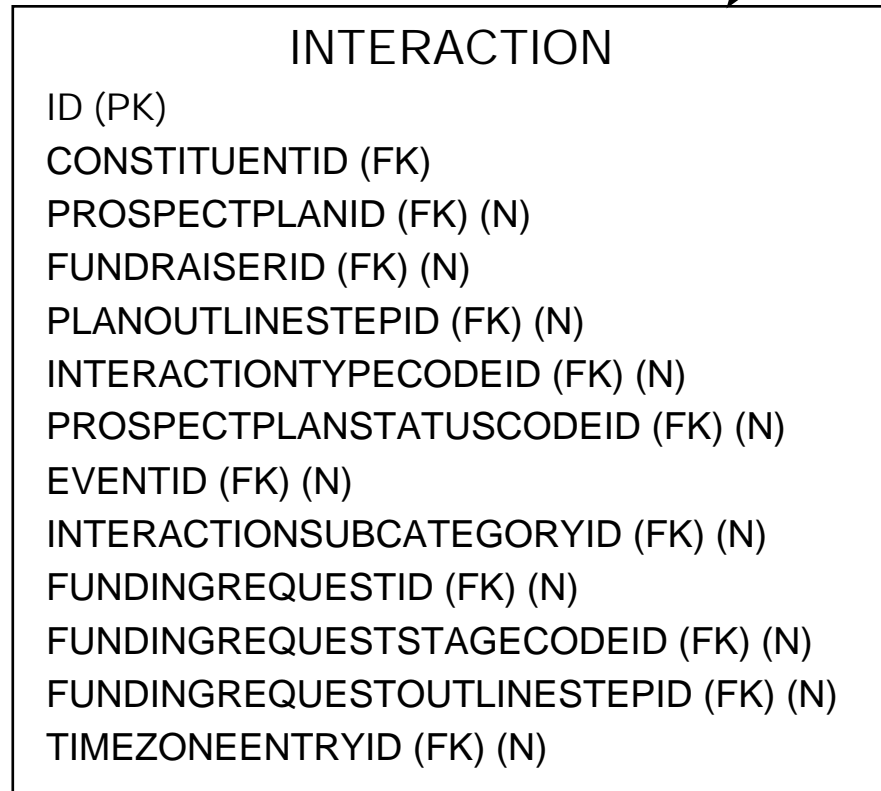 INTERACTION
ID (PK)
CONSTITUENTID (FK)
PROSPECTPLANID (FK) (N)
FUNDRAISERID (FK) (N)
PLANOUTLINESTEPID (FK) (N)
INTERACTIONTYPECODEID (FK) (N)
PROSPECTPLANSTATUSCODEID (FK) (N)
EVENTID (FK) (N)
INTERACTIONSUBCATEGORYID (FK) (N)
FUNDINGREQUESTID (FK) (N)
FUNDINGREQUESTSTAGECODEID (FK) (N)
FUNDINGREQUESTOUTLINESTEPID (FK) (N)
TIMEZONEENTRYID (FK) (N)